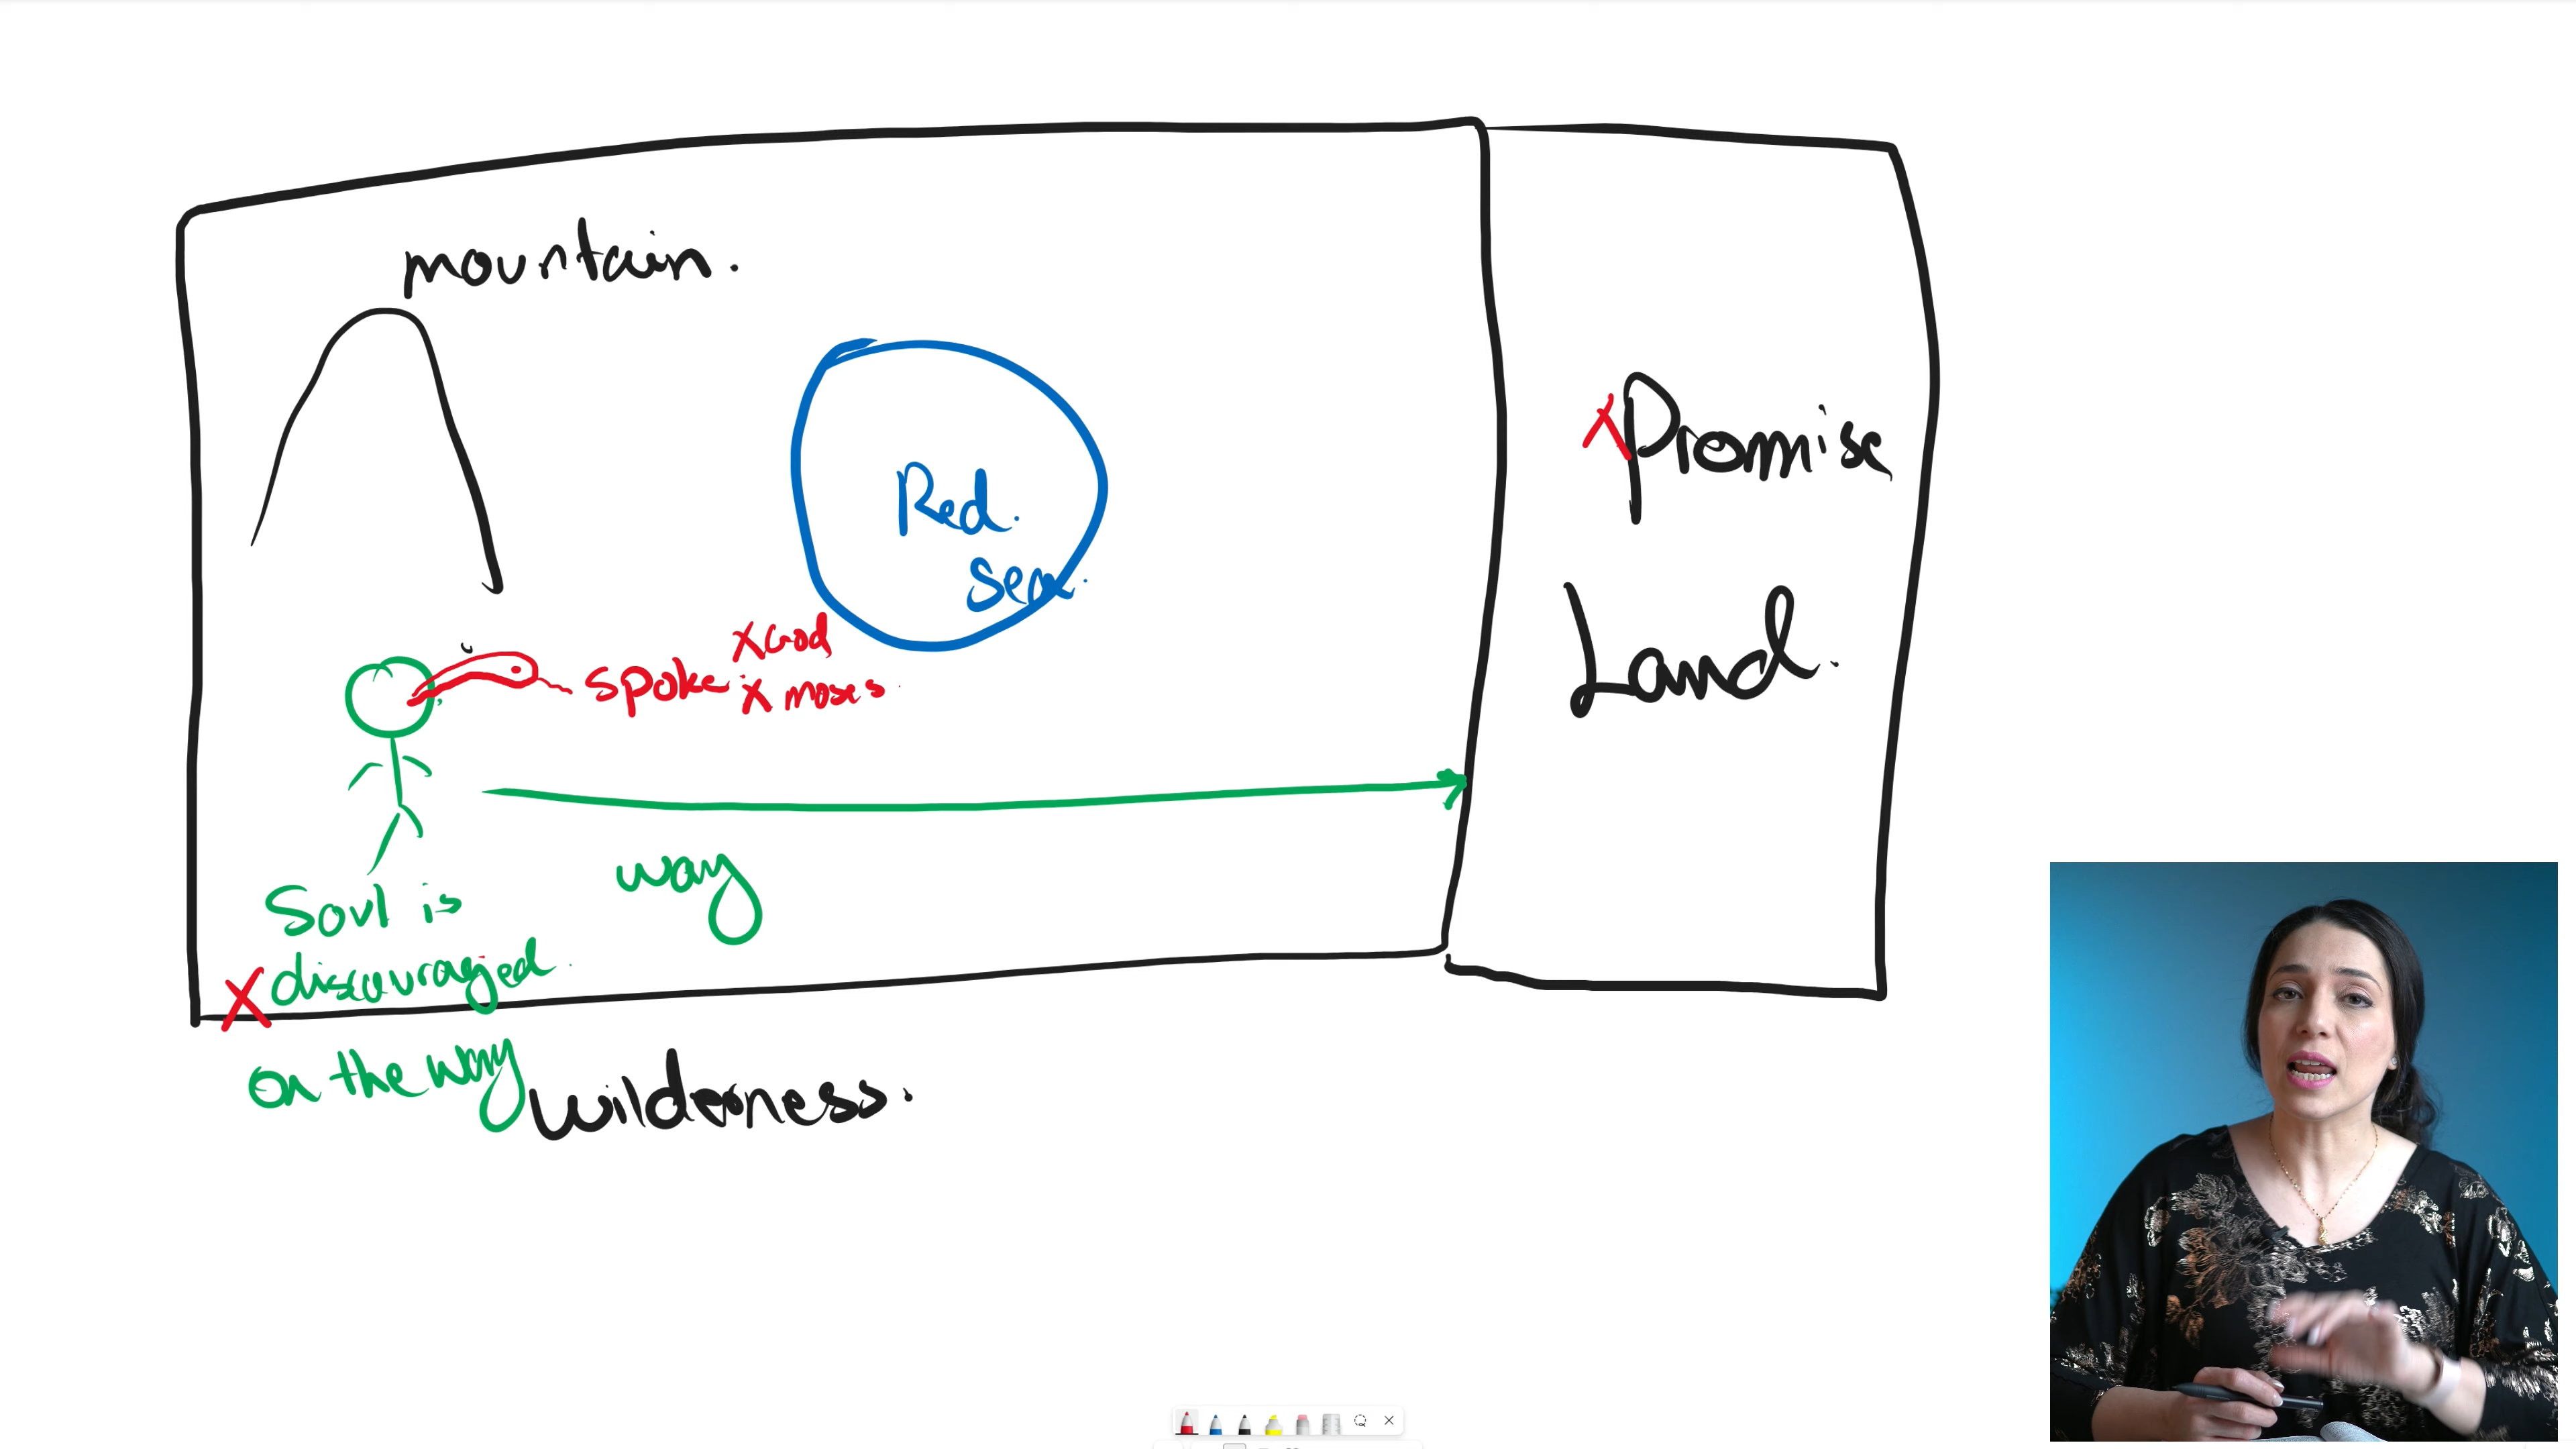 mountain.
Red.
Sea.
x Promise
Land.
spoke x God
x moses
way
Soul is
x discouraged.
on the way
wilderness.